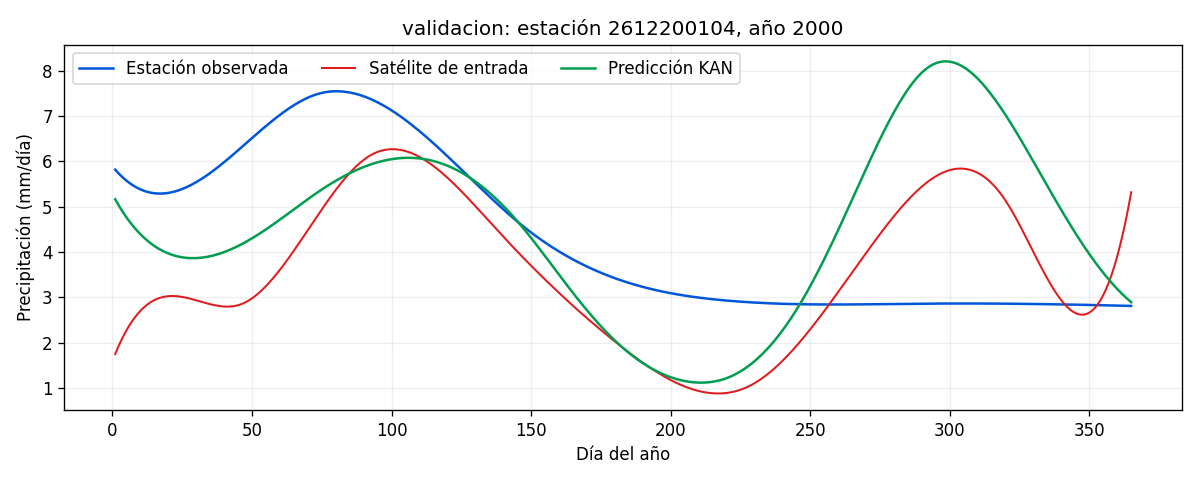 validacion: estación 2612200104, año 2000
Estación observada
Satélite de entrada
Predicción KAN
Precipitación (mm/día)
8
7
6
5
4
3
2
1
0
50
100
150
200
250
300
350
Día del año